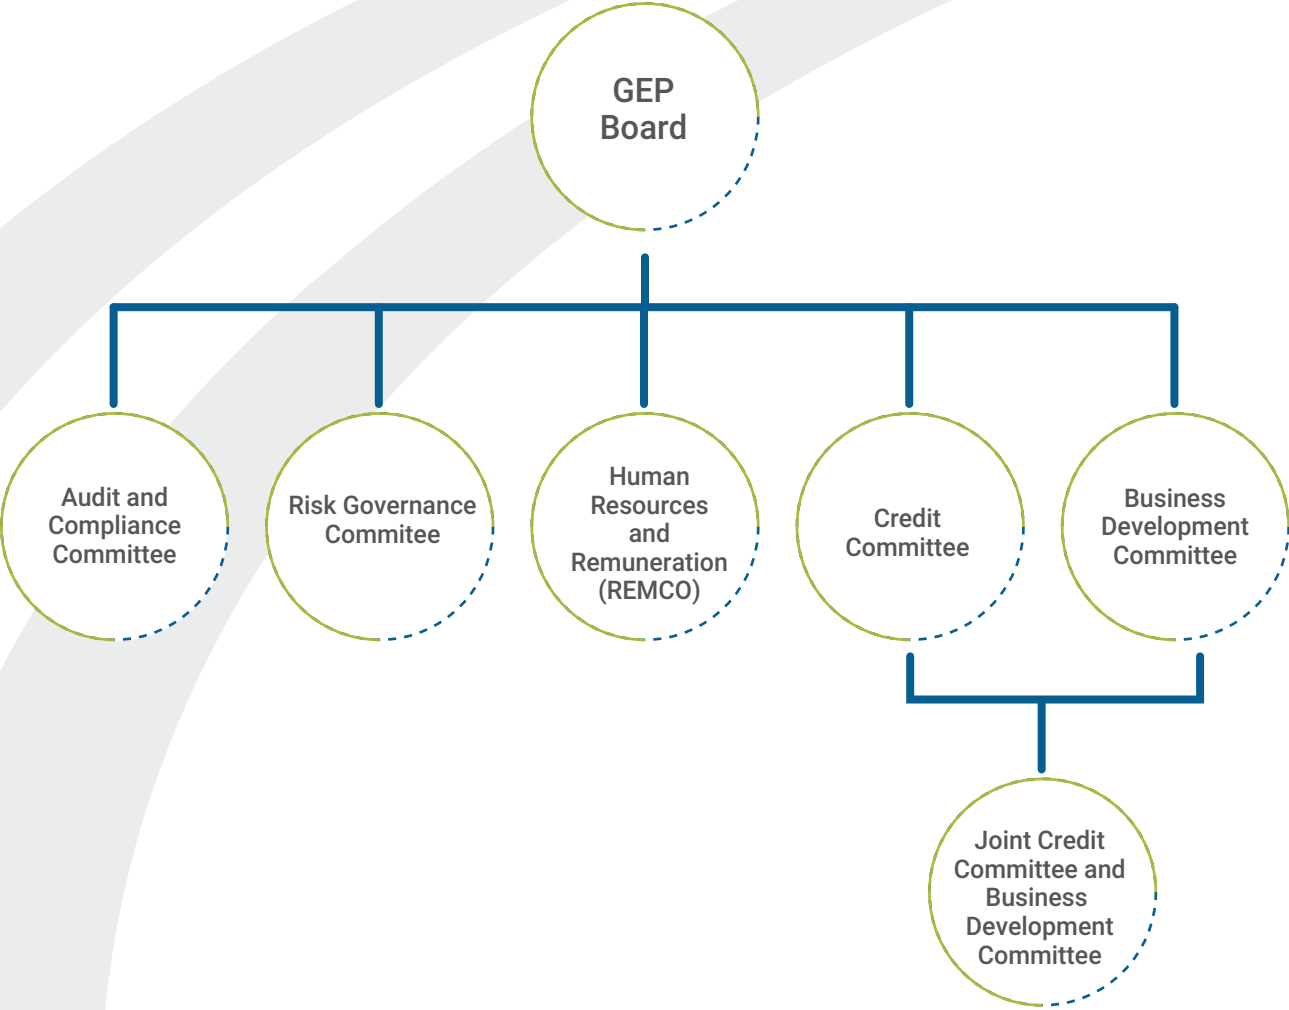 GEP
Board
Audit and
Compliance
Committee
Risk Governance
Commitee
Human
Resources
and
Remuneration
(REMCO)
Credit
Committee
Business
Development
Committee
Joint Credit
Committee and
Business
Development
Committee